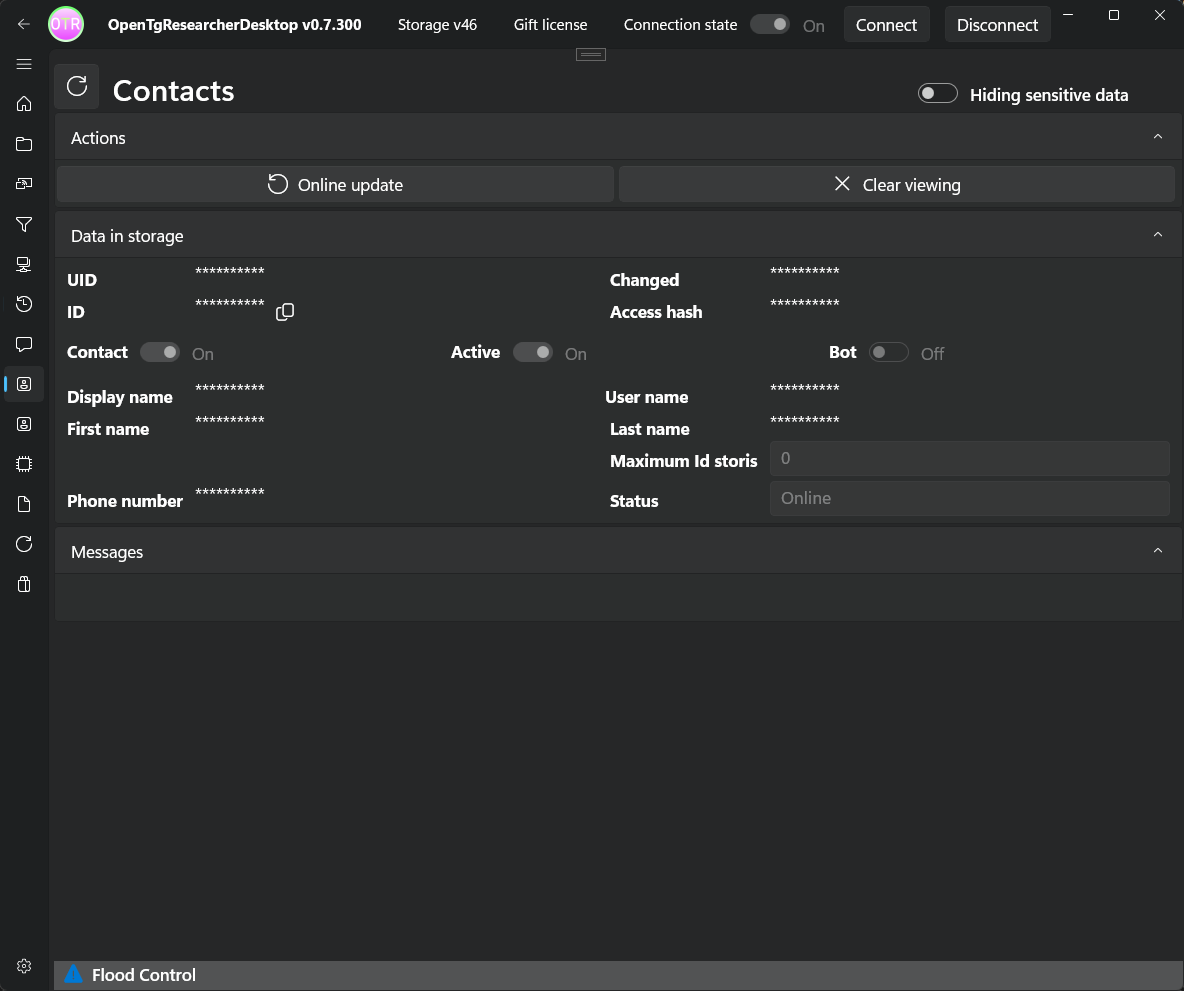 OTR OpenTgResearcherDesktop v0.7.300 Storage v46 Gift license Connection state On Connect Disconnect
Contacts Hiding sensitive data
Actions
Online update Clear viewing
Data in storage
UID ********** Changed **********
ID ********** Access hash **********
Contact On Active On Bot Off
Display name ********** User name **********
First name ********** Last name **********
Maximum Id storis 0
Phone number ********** Status Online
Messages
Flood Control